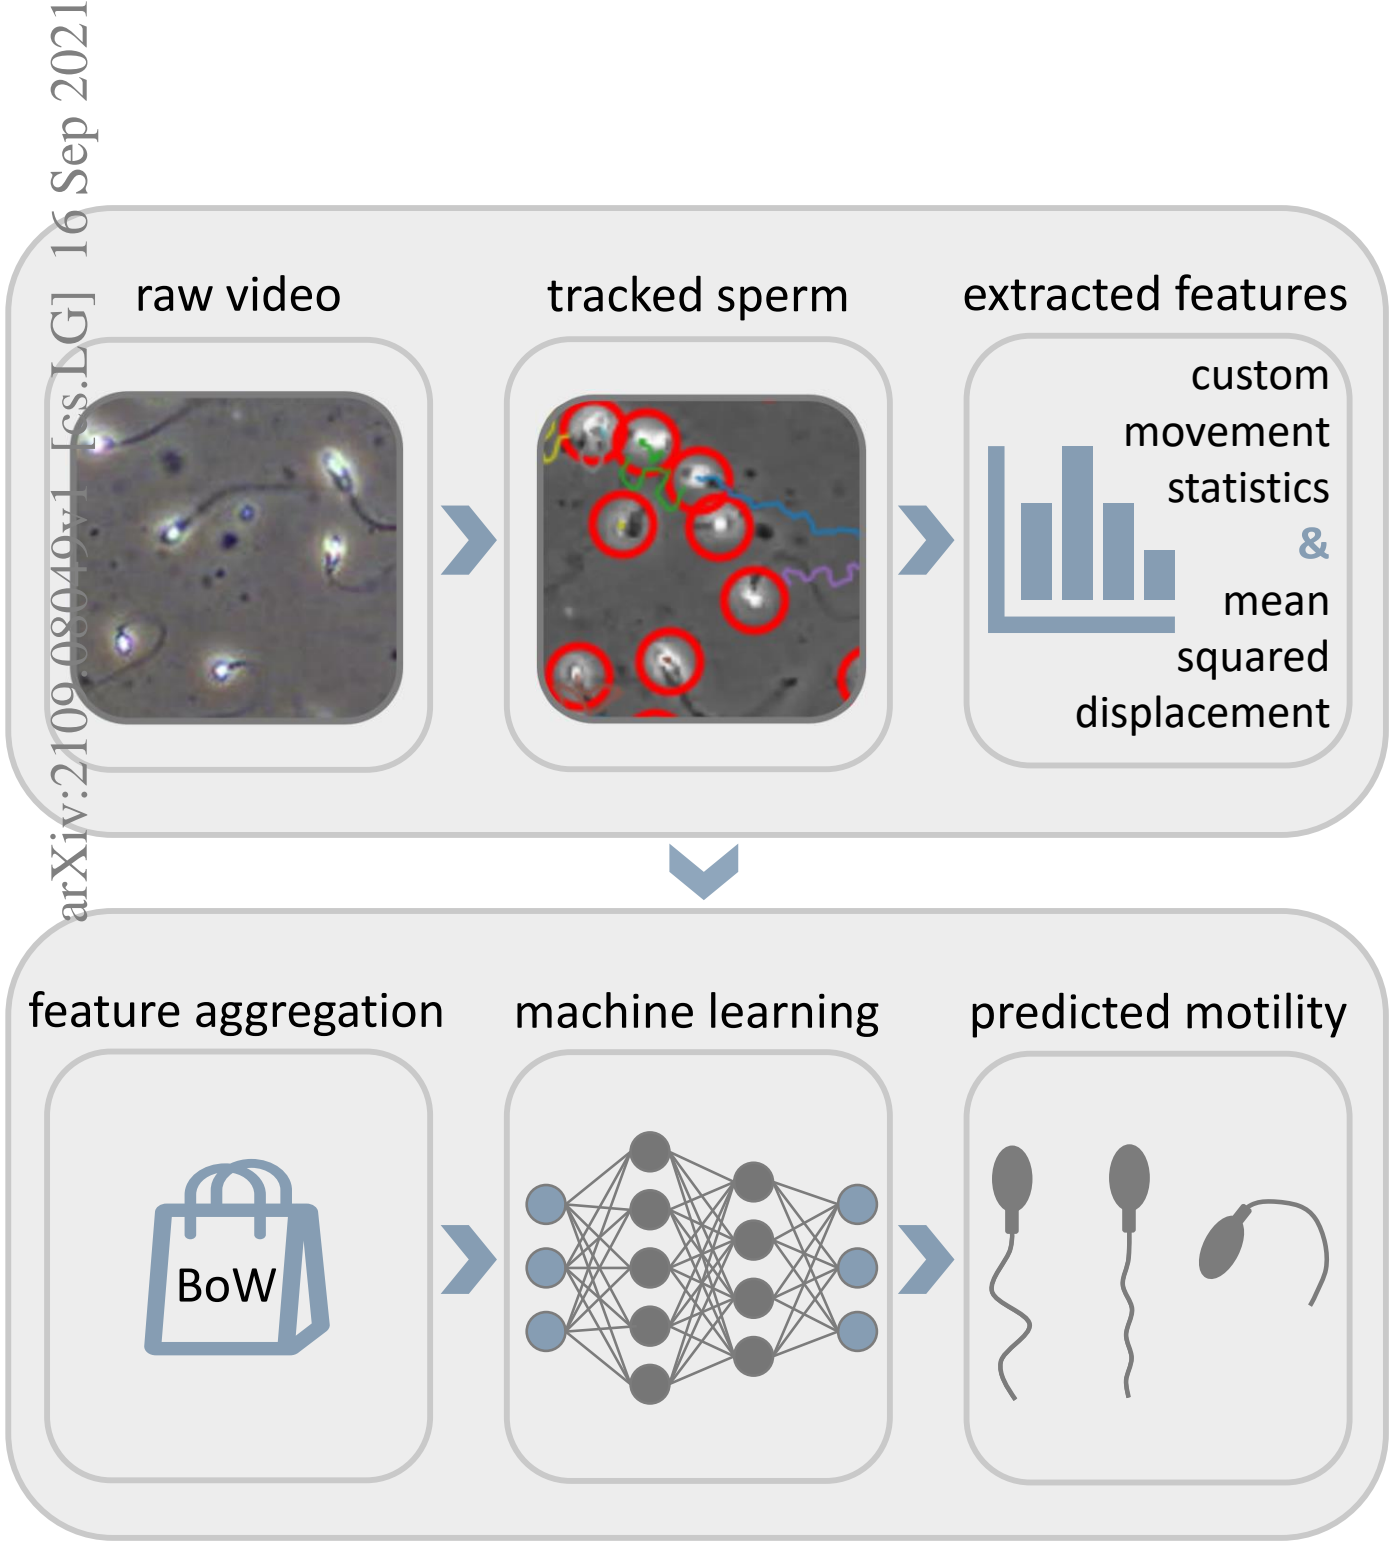 arXiv:2109.08049v1 [cs.LG] 16 Sep 2021
raw video
tracked sperm
extracted features
custom
movement
statistics
&
mean
squared
displacement
feature aggregation
machine learning
predicted motility
BoW